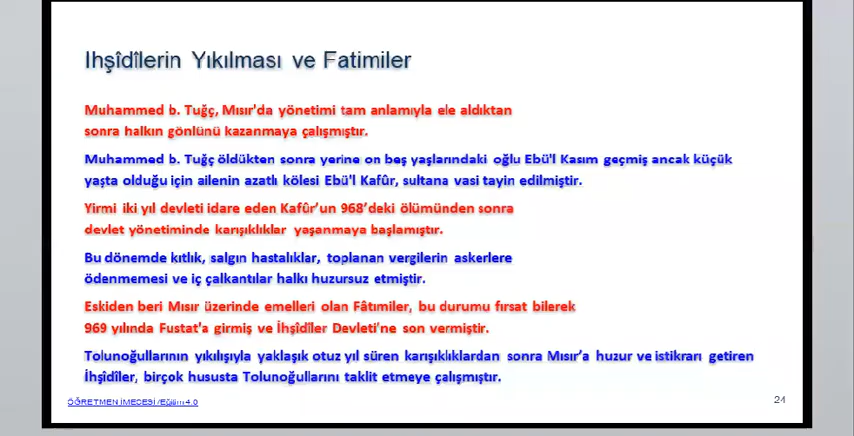 Ihşîdîlerin Yıkılması ve Fatimiler
Muhammed b. Tuğç, Mısır'da yönetimi tam anlamıyla ele aldıktan
sonra halkın gönlünü kazanmaya çalışmıştır.
Muhammed b. Tuğç öldükten sonra yerine on beş yaşlarındaki oğlu Ebü'l Kasım geçmiş ancak küçük
yaşta olduğu için ailenin azatlı kölesi Ebü'l Kafûr, sultana vasi tayin edilmiştir.
Yirmi iki yıl devleti idare eden Kafûr’un 968’deki ölümünden sonra
devlet yönetiminde karışıklıklar yaşanmaya başlamıştır.
Bu dönemde kıtlık, salgın hastalıklar, toplanan vergilerin askerlere
ödenmemesi ve iç çalkantılar halkı huzursuz etmiştir.
Eskiden beri Mısır üzerinde emelleri olan Fâtımiler, bu durumu fırsat bilerek
969 yılında Fustat'a girmiş ve İhşîdîler Devleti'ne son vermiştir.
Tolunoğullarının yıkılışıyla yaklaşık otuz yıl süren karışıklıklardan sonra Mısır’a huzur ve istikrarı getiren
İhşîdîler, birçok hususta Tolunoğullarını taklit etmeye çalışmıştır.
ÖĞRETMEN İMECESİ /Eğitim4.0
24